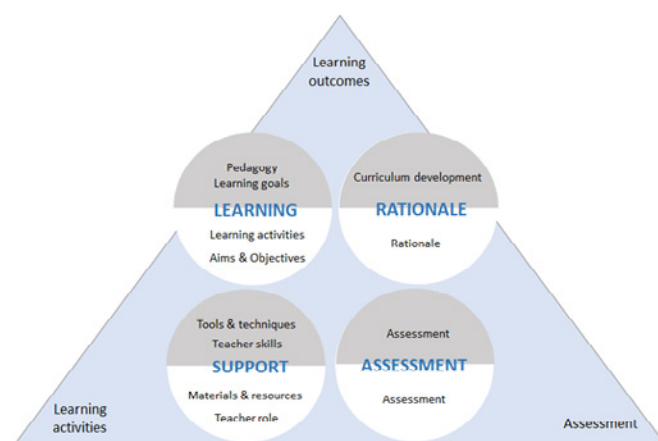 Learning
outcomes
Pedagogy
Learning goals
LEARNING
Learning activities
Aims & Objectives
Curriculum development
RATIONALE
Rationale
Tools & techniques
Teacher skills
SUPPORT
Materials & resources
Teacher role
Assessment
ASSESSMENT
Assessment
Learning
activities
Assessment